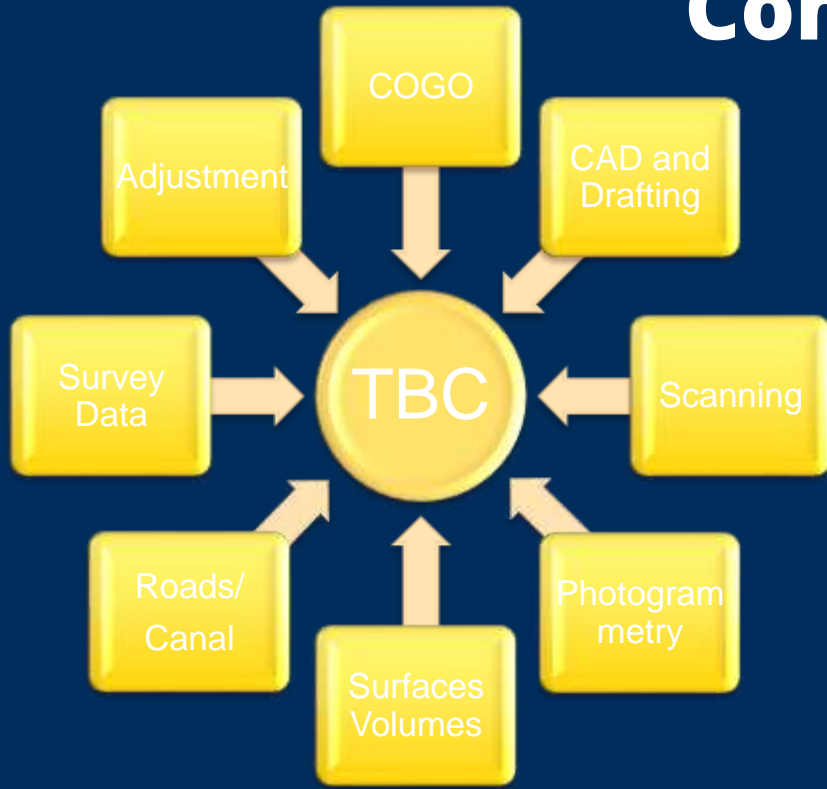 COGO
CAD and
Drafting
Adjustment
Survey
Data
TBC
Scanning
Roads/
Canal
Photogram
metry
Surfaces
Volumes